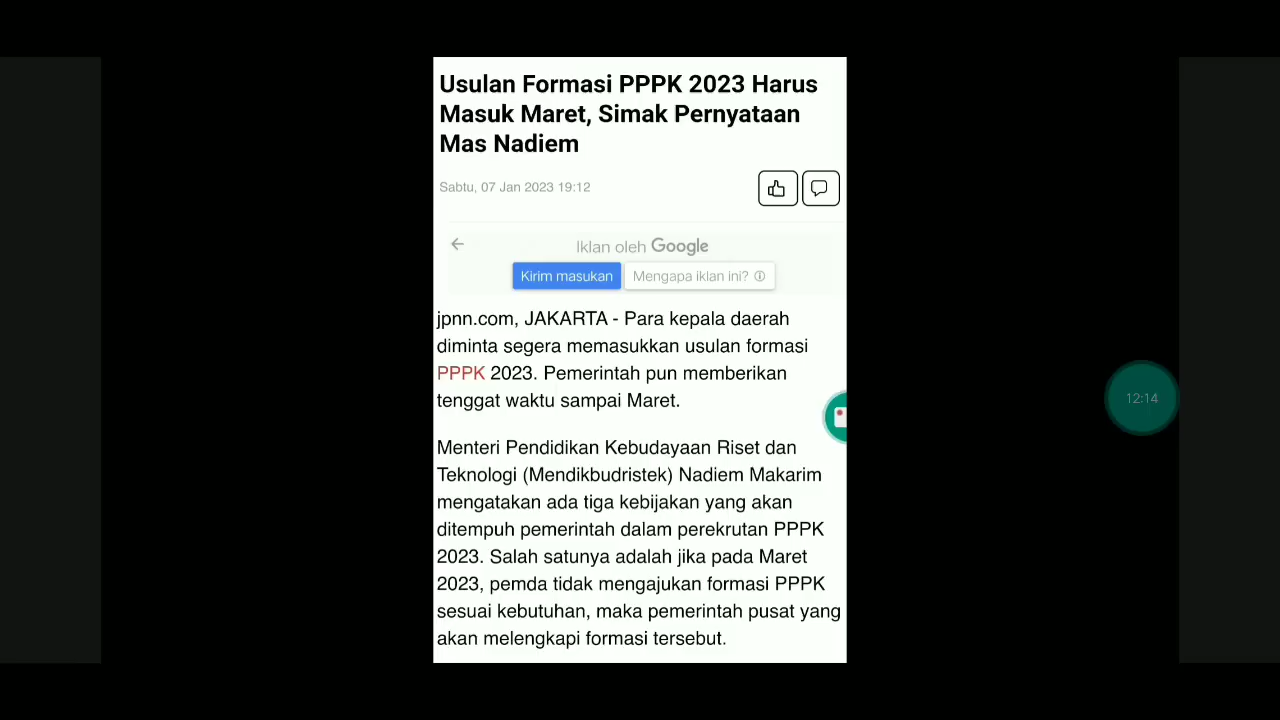 Usulan Formasi PPPK 2023 Harus
Masuk Maret, Simak Pernyataan
Mas Nadiem
Sabtu, 07 Jan 2023 19:12
Iklan oleh Google
Kirim masukan
Mengapa iklan ini?
jpnn.com, JAKARTA - Para kepala daerah
diminta segera memasukkan usulan formasi
PPPK 2023. Pemerintah pun memberikan
tenggat waktu sampai Maret.
Menteri Pendidikan Kebudayaan Riset dan
Teknologi (Mendikbudristek) Nadiem Makarim
mengatakan ada tiga kebijakan yang akan
ditempuh pemerintah dalam perekrutan PPPK
2023. Salah satunya adalah jika pada Maret
2023, pemda tidak mengajukan formasi PPPK
sesuai kebutuhan, maka pemerintah pusat yang
akan melengkapi formasi tersebut.
12:14